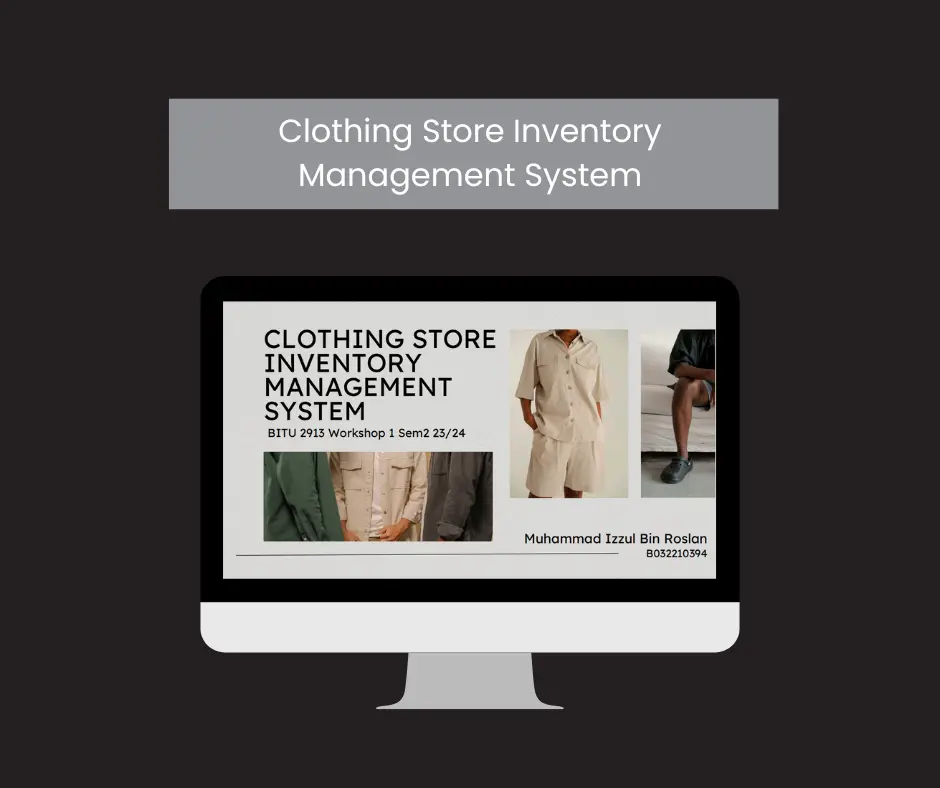 Clothing Store Inventory
Management System
CLOTHING STORE
INVENTORY
MANAGEMENT
SYSTEM
BITU 2913 Workshop 1 Sem2 23/24
Muhammad Izzul Bin Roslan
B032210394